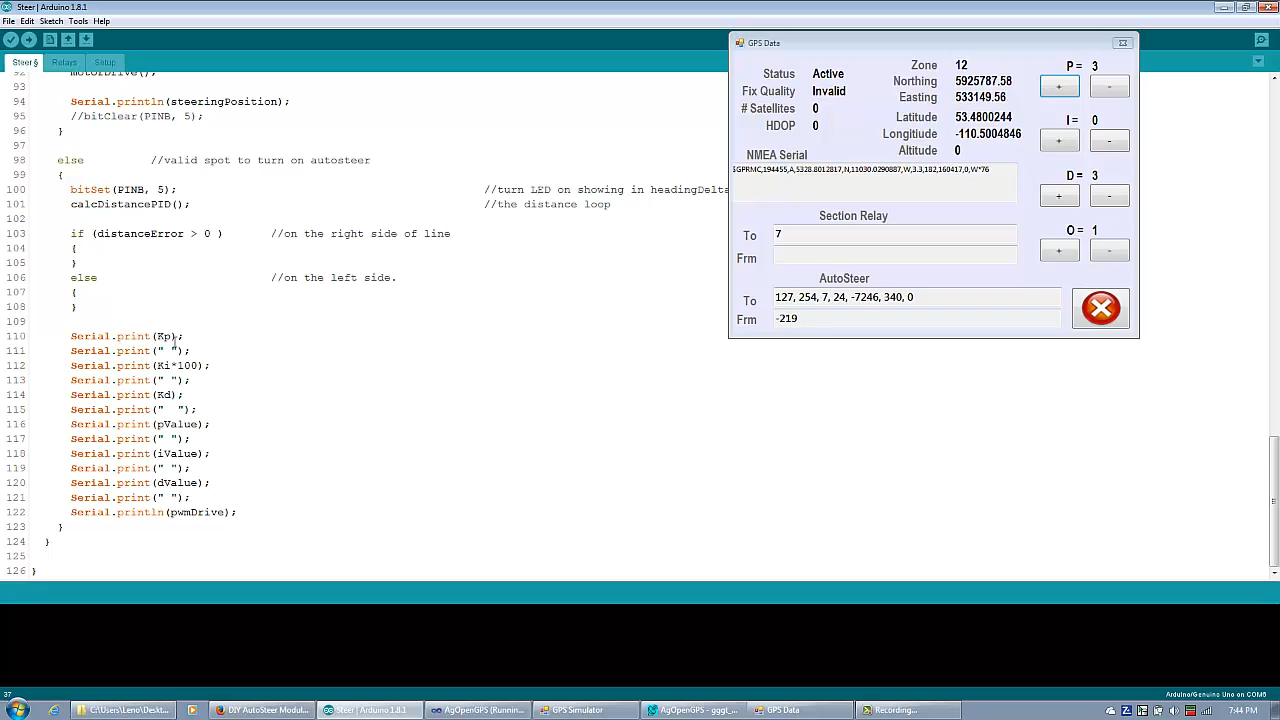 Steer | Arduino 1.8.1
File Edit Sketch Tools Help
Steer § Relays Setup
92 motorDrive();
93
94 Serial.println(steeringPosition);
95 //bitClear(PINB, 5);
96 }
97
98 else //valid spot to turn on autosteer
99 {
100 bitSet(PINB, 5); //turn LED on showing in headingDelta
101 calcDistancePID(); //the distance loop
102
103 if (distanceError > 0 ) //on the right side of line
104 {
105 }
106 else //on the left side.
107 {
108 }
109
110 Serial.print(Kp);
111 Serial.print(" ");
112 Serial.print(Ki*100);
113 Serial.print(" ");
114 Serial.print(Kd);
115 Serial.print("  ");
116 Serial.print(pValue);
117 Serial.print(" ");
118 Serial.print(iValue);
119 Serial.print(" ");
120 Serial.print(dValue);
121 Serial.print(" ");
122 Serial.println(pwmDrive);
123 }
124 }
125
126 }
GPS Data
Status Active
Fix Quality Invalid
# Satellites 0
HDOP 0
Zone 12
Northing 5925787.58
Easting 533149.56
Latitude 53.4800244
Longitiude -110.5004846
Altitude 0
NMEA Serial
$GPRMC,194455,A,5328.8012817,N,11030.0290887,W,3.3,182,160417,0,W*76
Section Relay
To 7
Frm
AutoSteer
To 127, 254, 7, 24, -7246, 340, 0
Frm -219
P = 3
+ -
I = 0
+ -
D = 3
+ -
O = 1
+ -
37
Arduino/Genuino Uno on COM8
C:\Users\Leno\Deskt...
DIY AutoSteer Modul...
Steer | Arduino 1.8.1
AgOpenGPS (Runnin...
GPS Simulator
AgOpenGPS - gggt_...
GPS Data
Recording...
7:44 PM